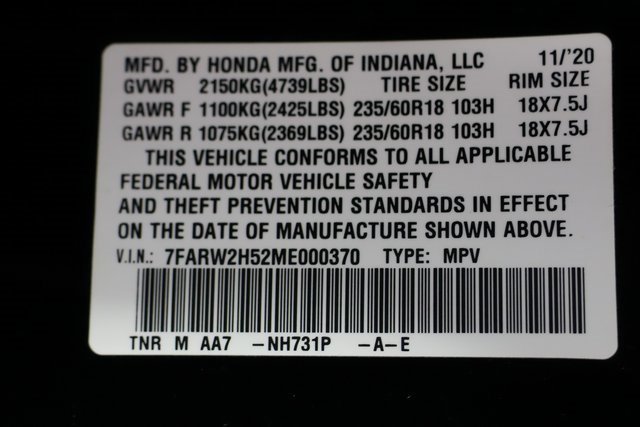 MFD. BY HONDA MFG. OF INDIANA, LLC 11/'20
GVWR 2150KG(4739LBS) TIRE SIZE RIM SIZE
GAWR F 1100KG(2425LBS) 235/60R18 103H 18X7.5J
GAWR R 1075KG(2369LBS) 235/60R18 103H 18X7.5J
THIS VEHICLE CONFORMS TO ALL APPLICABLE
FEDERAL MOTOR VEHICLE SAFETY
AND THEFT PREVENTION STANDARDS IN EFFECT
ON THE DATE OF MANUFACTURE SHOWN ABOVE.
V.I.N.: 7FARW2H52ME000370 TYPE: MPV
TNR M AA7 -NH731P -A-E